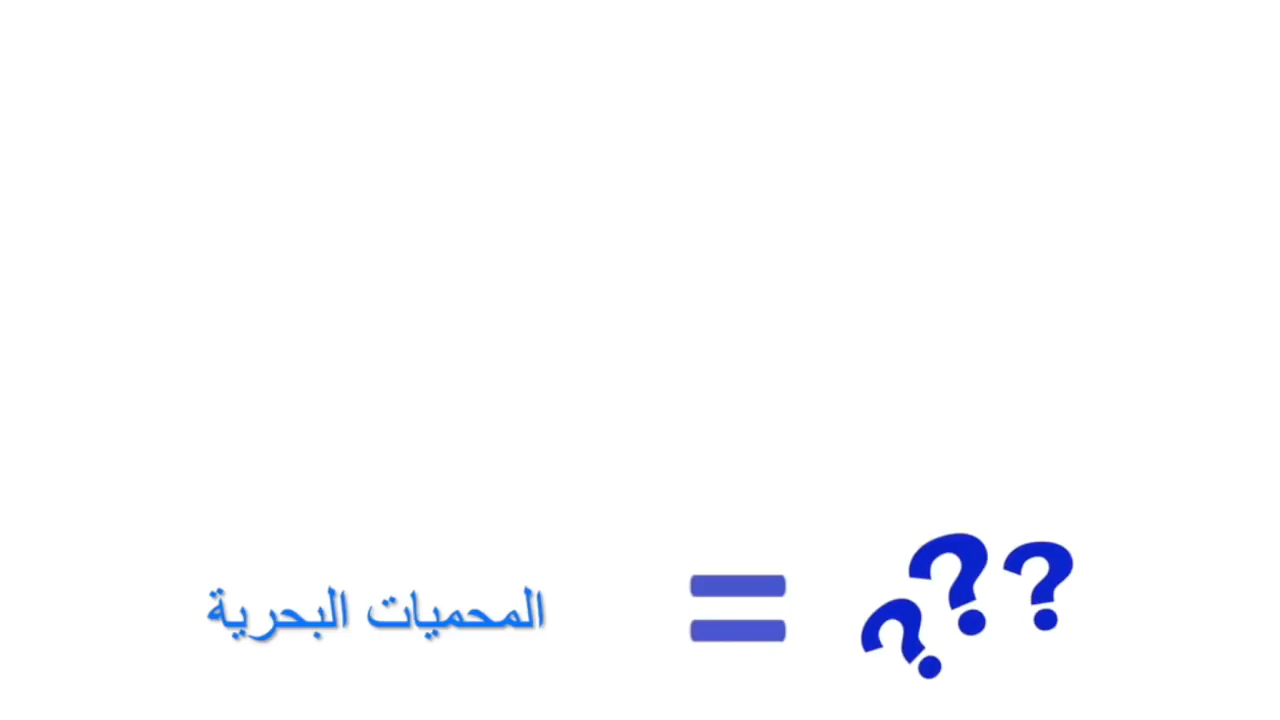 المحميات البحرية = ???